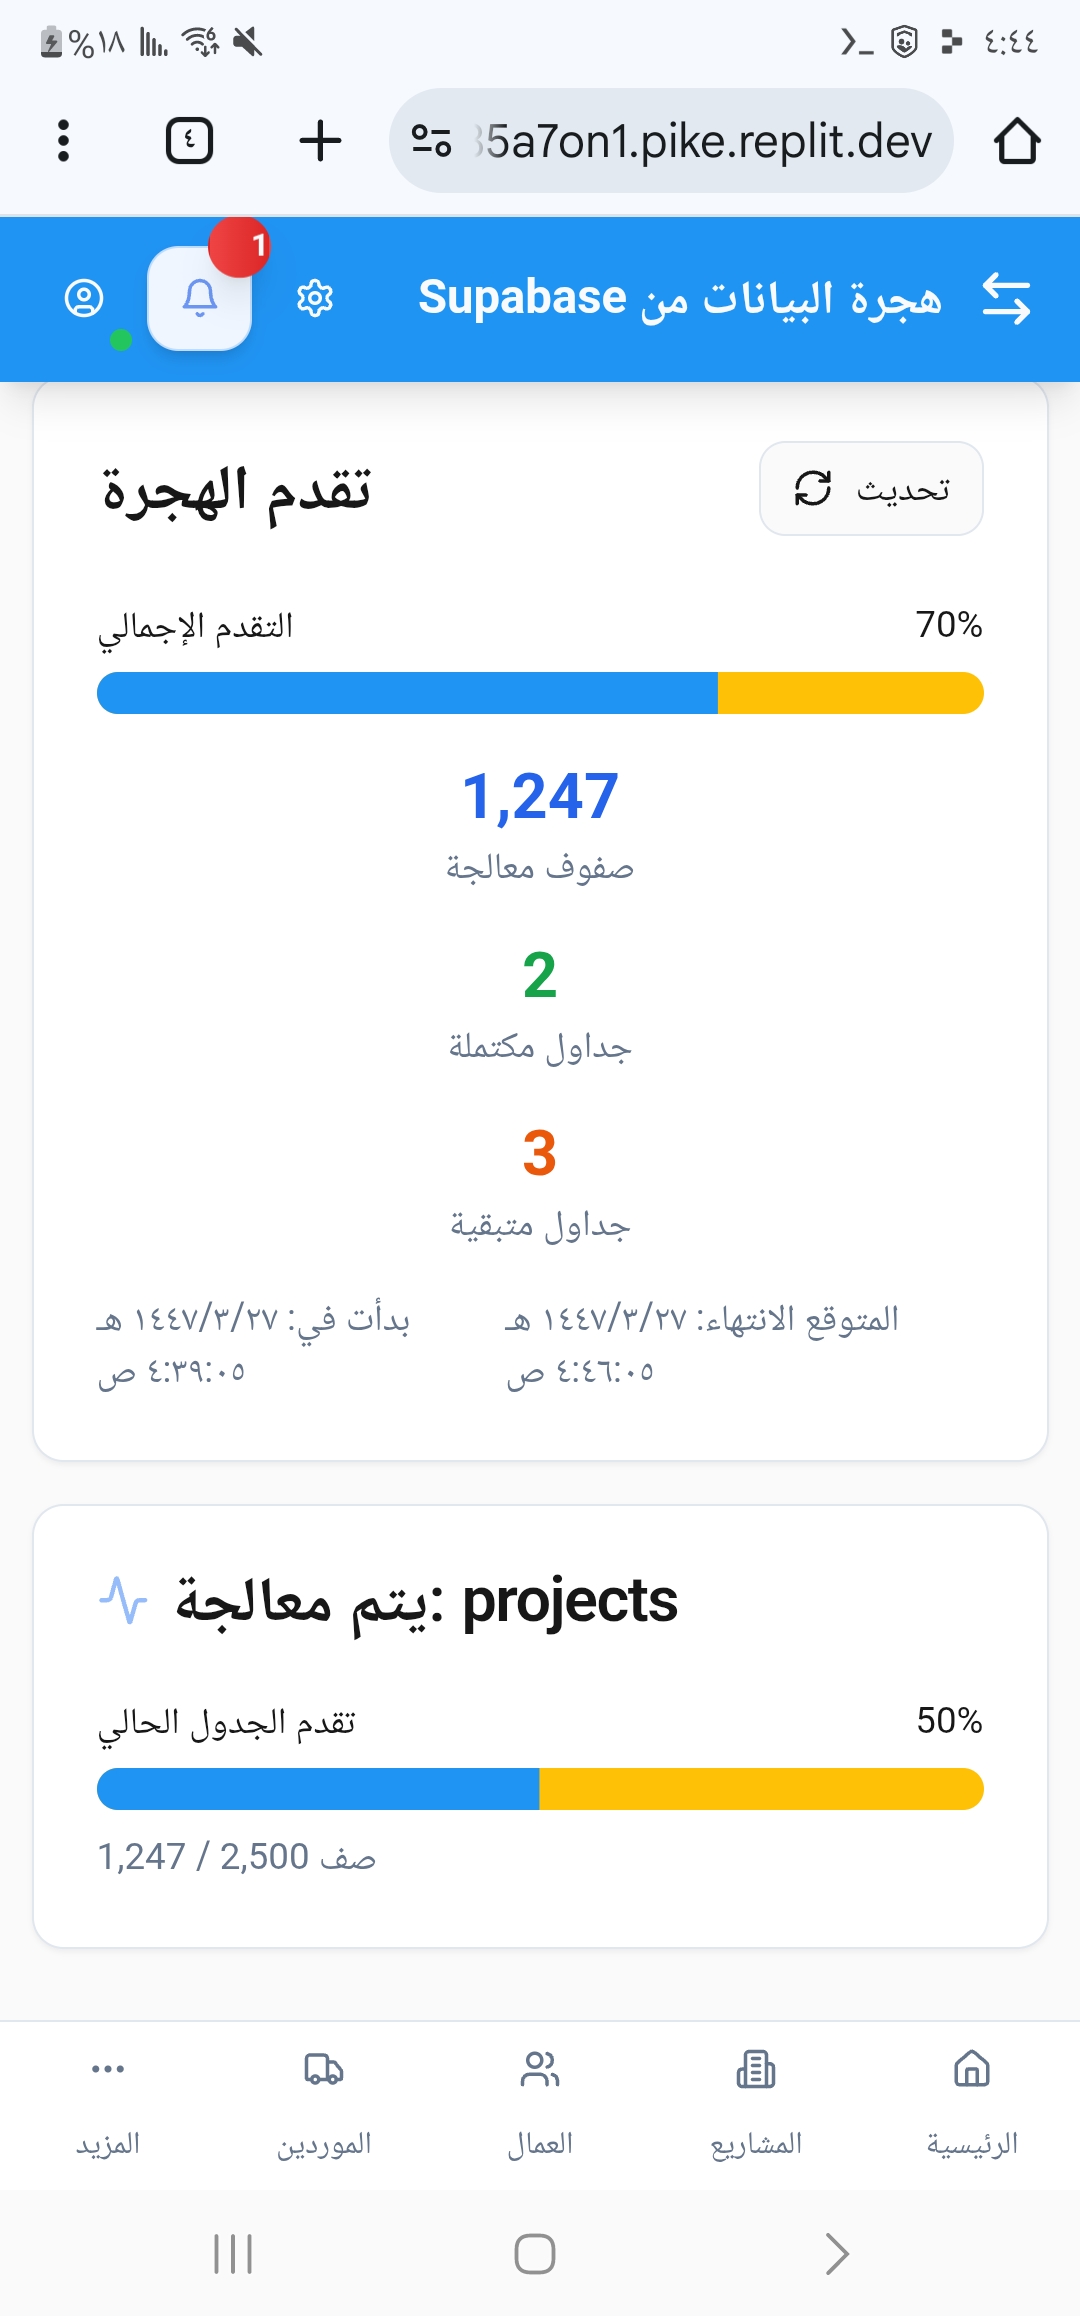 ٤:٤٤
%١٨
5a7on1.pike.replit.dev
٤
هجرة البيانات من Supabase
1
تحديث
تقدم الهجرة
التقدم الإجمالي
70%
1,247
صفوف معالجة
2
جداول مكتملة
3
جداول متبقية
بدأت في: ١٤٤٧/٣/٢٧ هـ
٤:٣٩:٠٥ ص
المتوقع الانتهاء: ١٤٤٧/٣/٢٧ هـ
٤:٤٦:٠٥ ص
يتم معالجة: projects
تقدم الجدول الحالي
50%
1,247 / 2,500 صف
الرئيسية
المشاريع
العمال
الموردين
المزيد